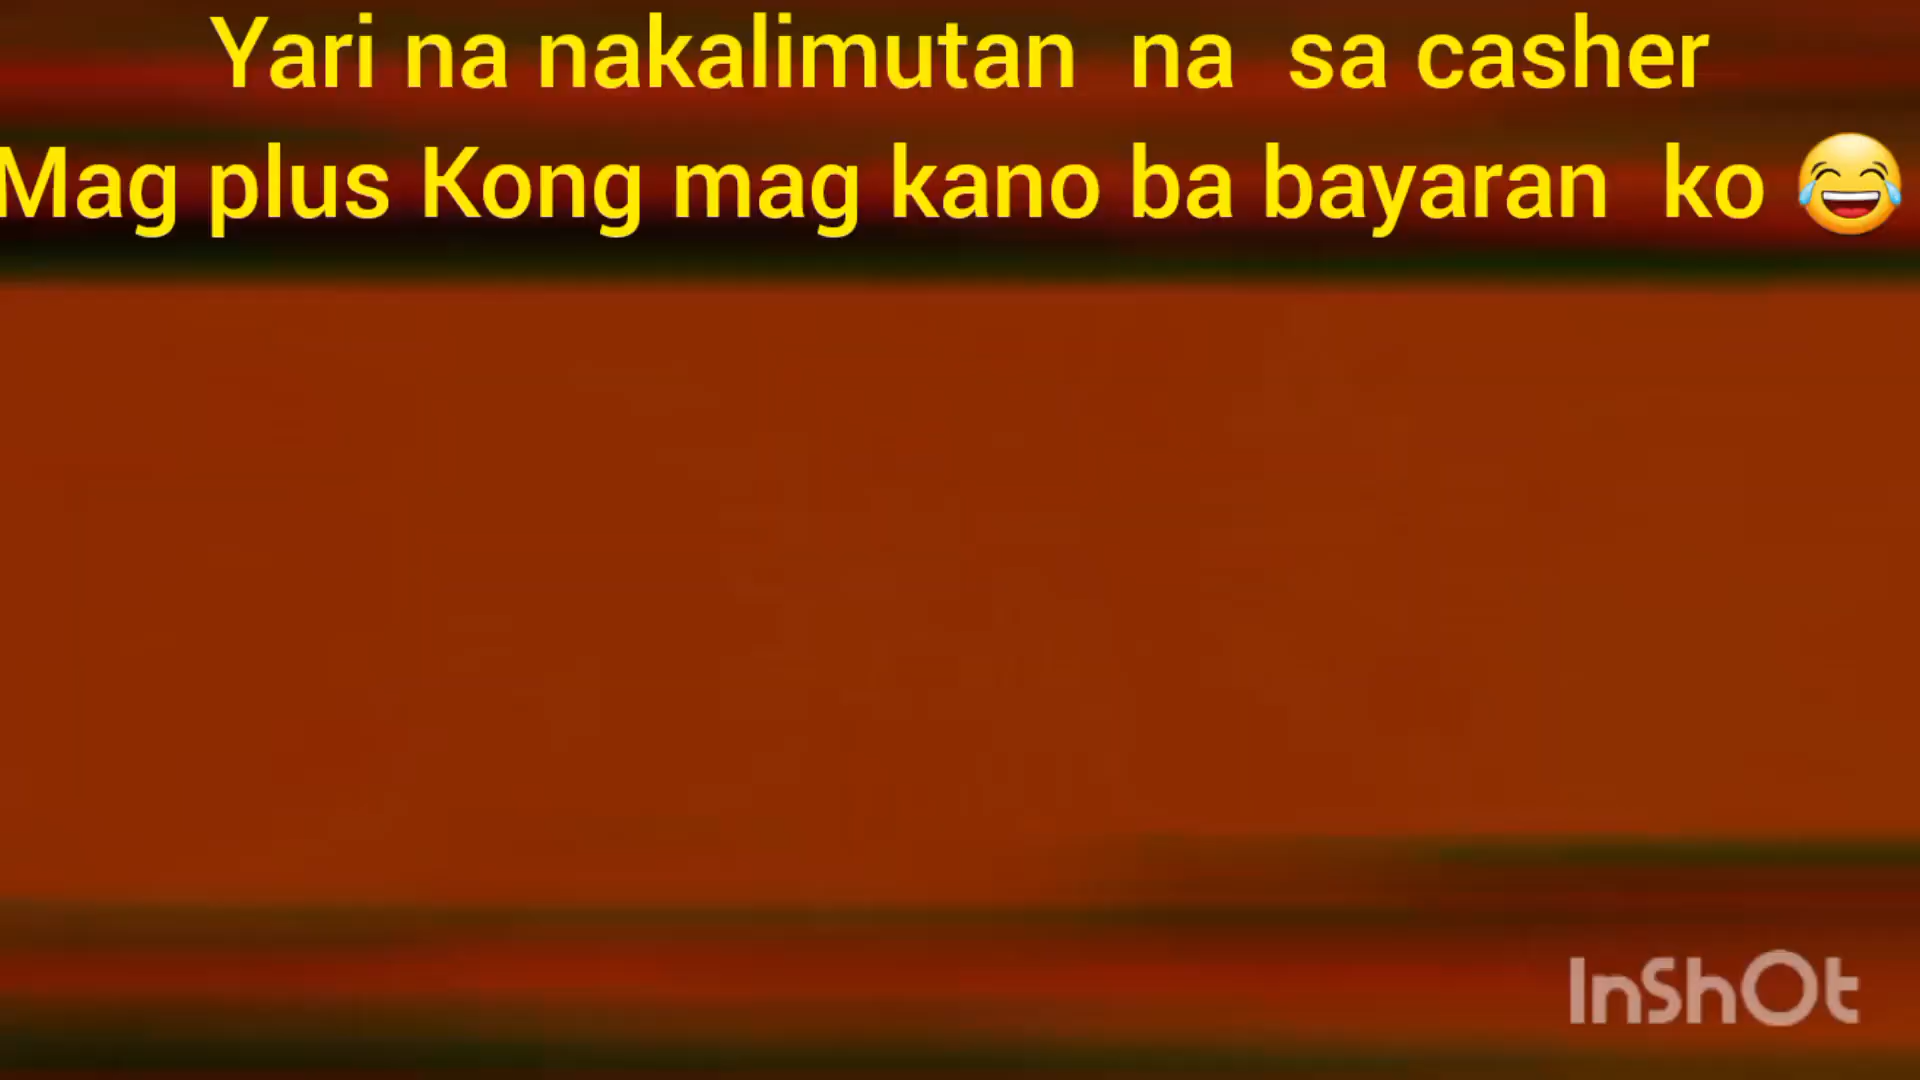 Yari na nakalimutan na sa casher
Mag plus Kong mag kano ba bayaran ko 😂
InShOt